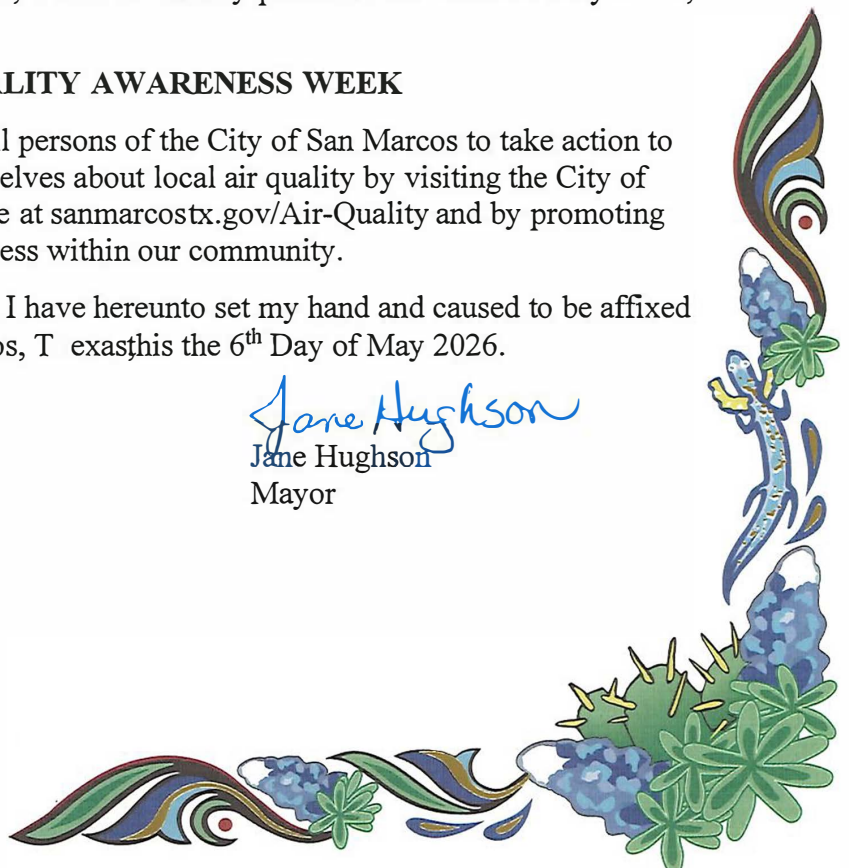 LITY AWARENESS WEEK
l persons of the City of San Marcos to take action to
elves about local air quality by visiting the City of
e at sanmarcostx.gov/Air-Quality and by promoting
ess within our community.
I have hereunto set my hand and caused to be affixed
os, T exas,this the 6th Day of May 2026.
Jane Hughson
Jane Hughson
Mayor